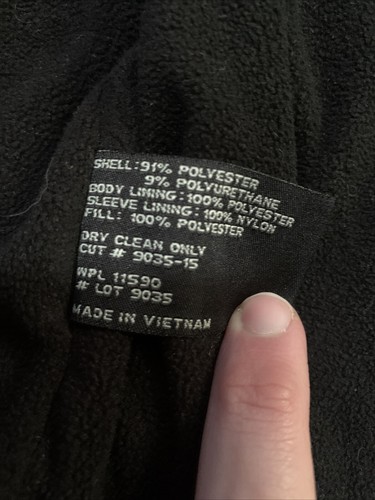 SHELL: 91% POLYESTER
9% POLYURETHANE
BODY LINING: 100% POLYESTER
SLEEVE LINING: 100% NYLON
FILL: 100% POLYESTER
DRY CLEAN ONLY
CUT # 9035-15
WPL 11590
# LOT 9035
MADE IN VIETNAM